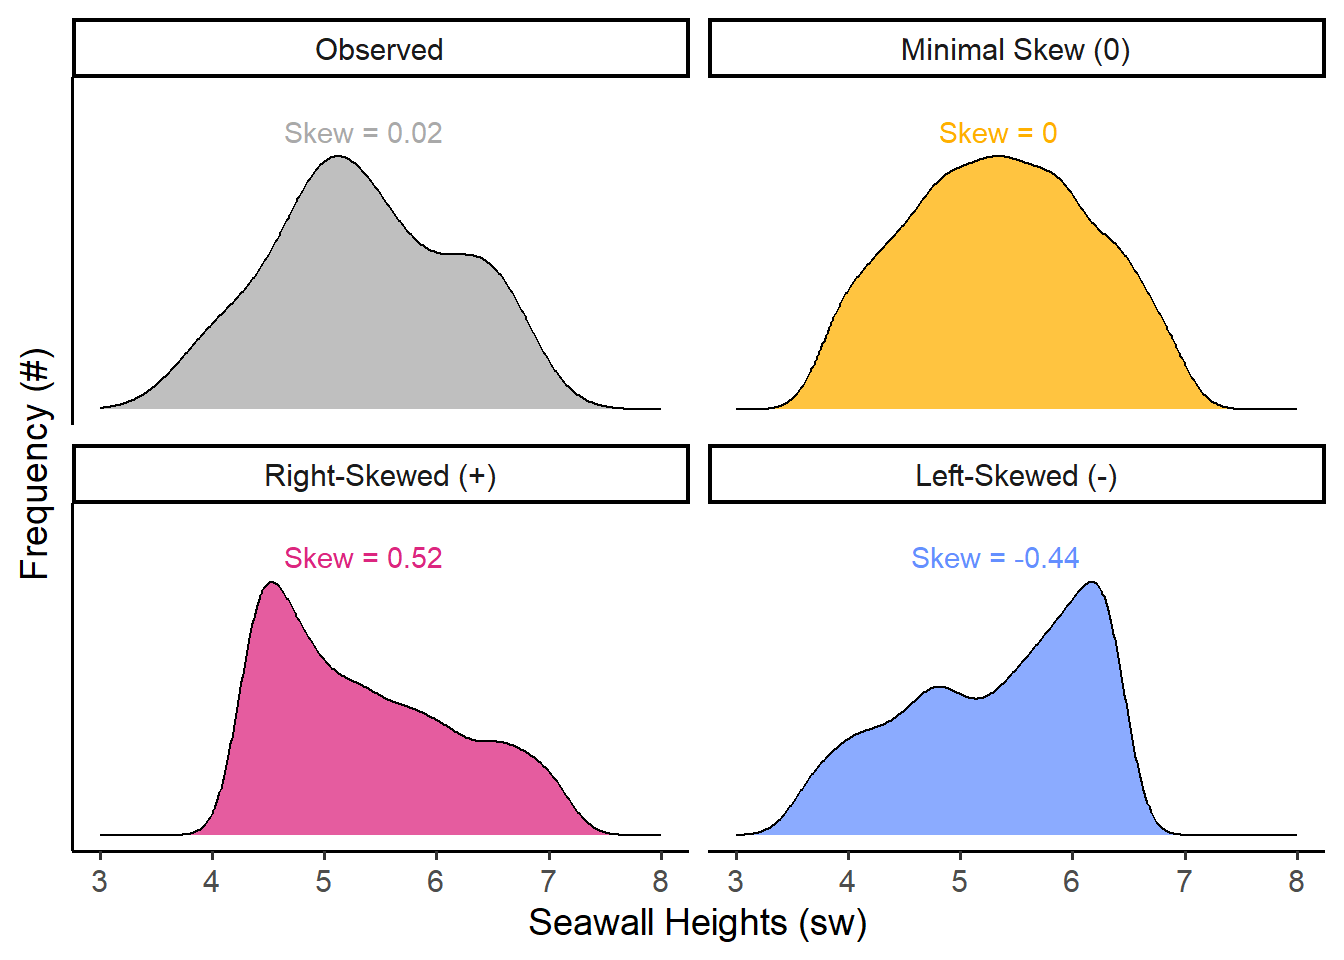 Observed
Minimal Skew (0)
Skew = 0.02
Skew = 0
Frequency (#)
Right-Skewed (+)
Left-Skewed (-)
Skew = 0.52
Skew = -0.44
3 4 5 6 7 8
3 4 5 6 7 8
Seawall Heights (sw)